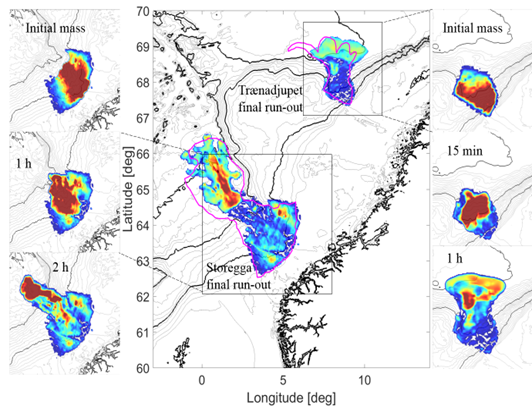 Initial mass
1 h
2 h
70
69
68
67
66
65
64
63
62
61
60
Latitude [deg]
Trænadjupet
final run-out
Storegga
final run-out
0
5
10
Longitude [deg]
Initial mass
15 min
1 h